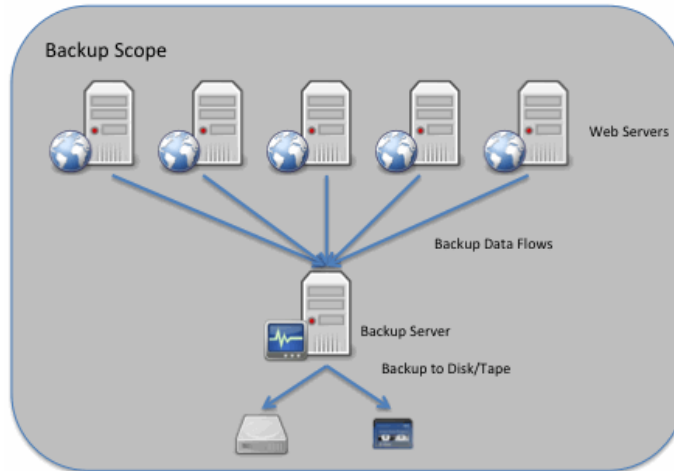 Backup Scope
Web Servers
Backup Data Flows
Backup Server
Backup to Disk/Tape